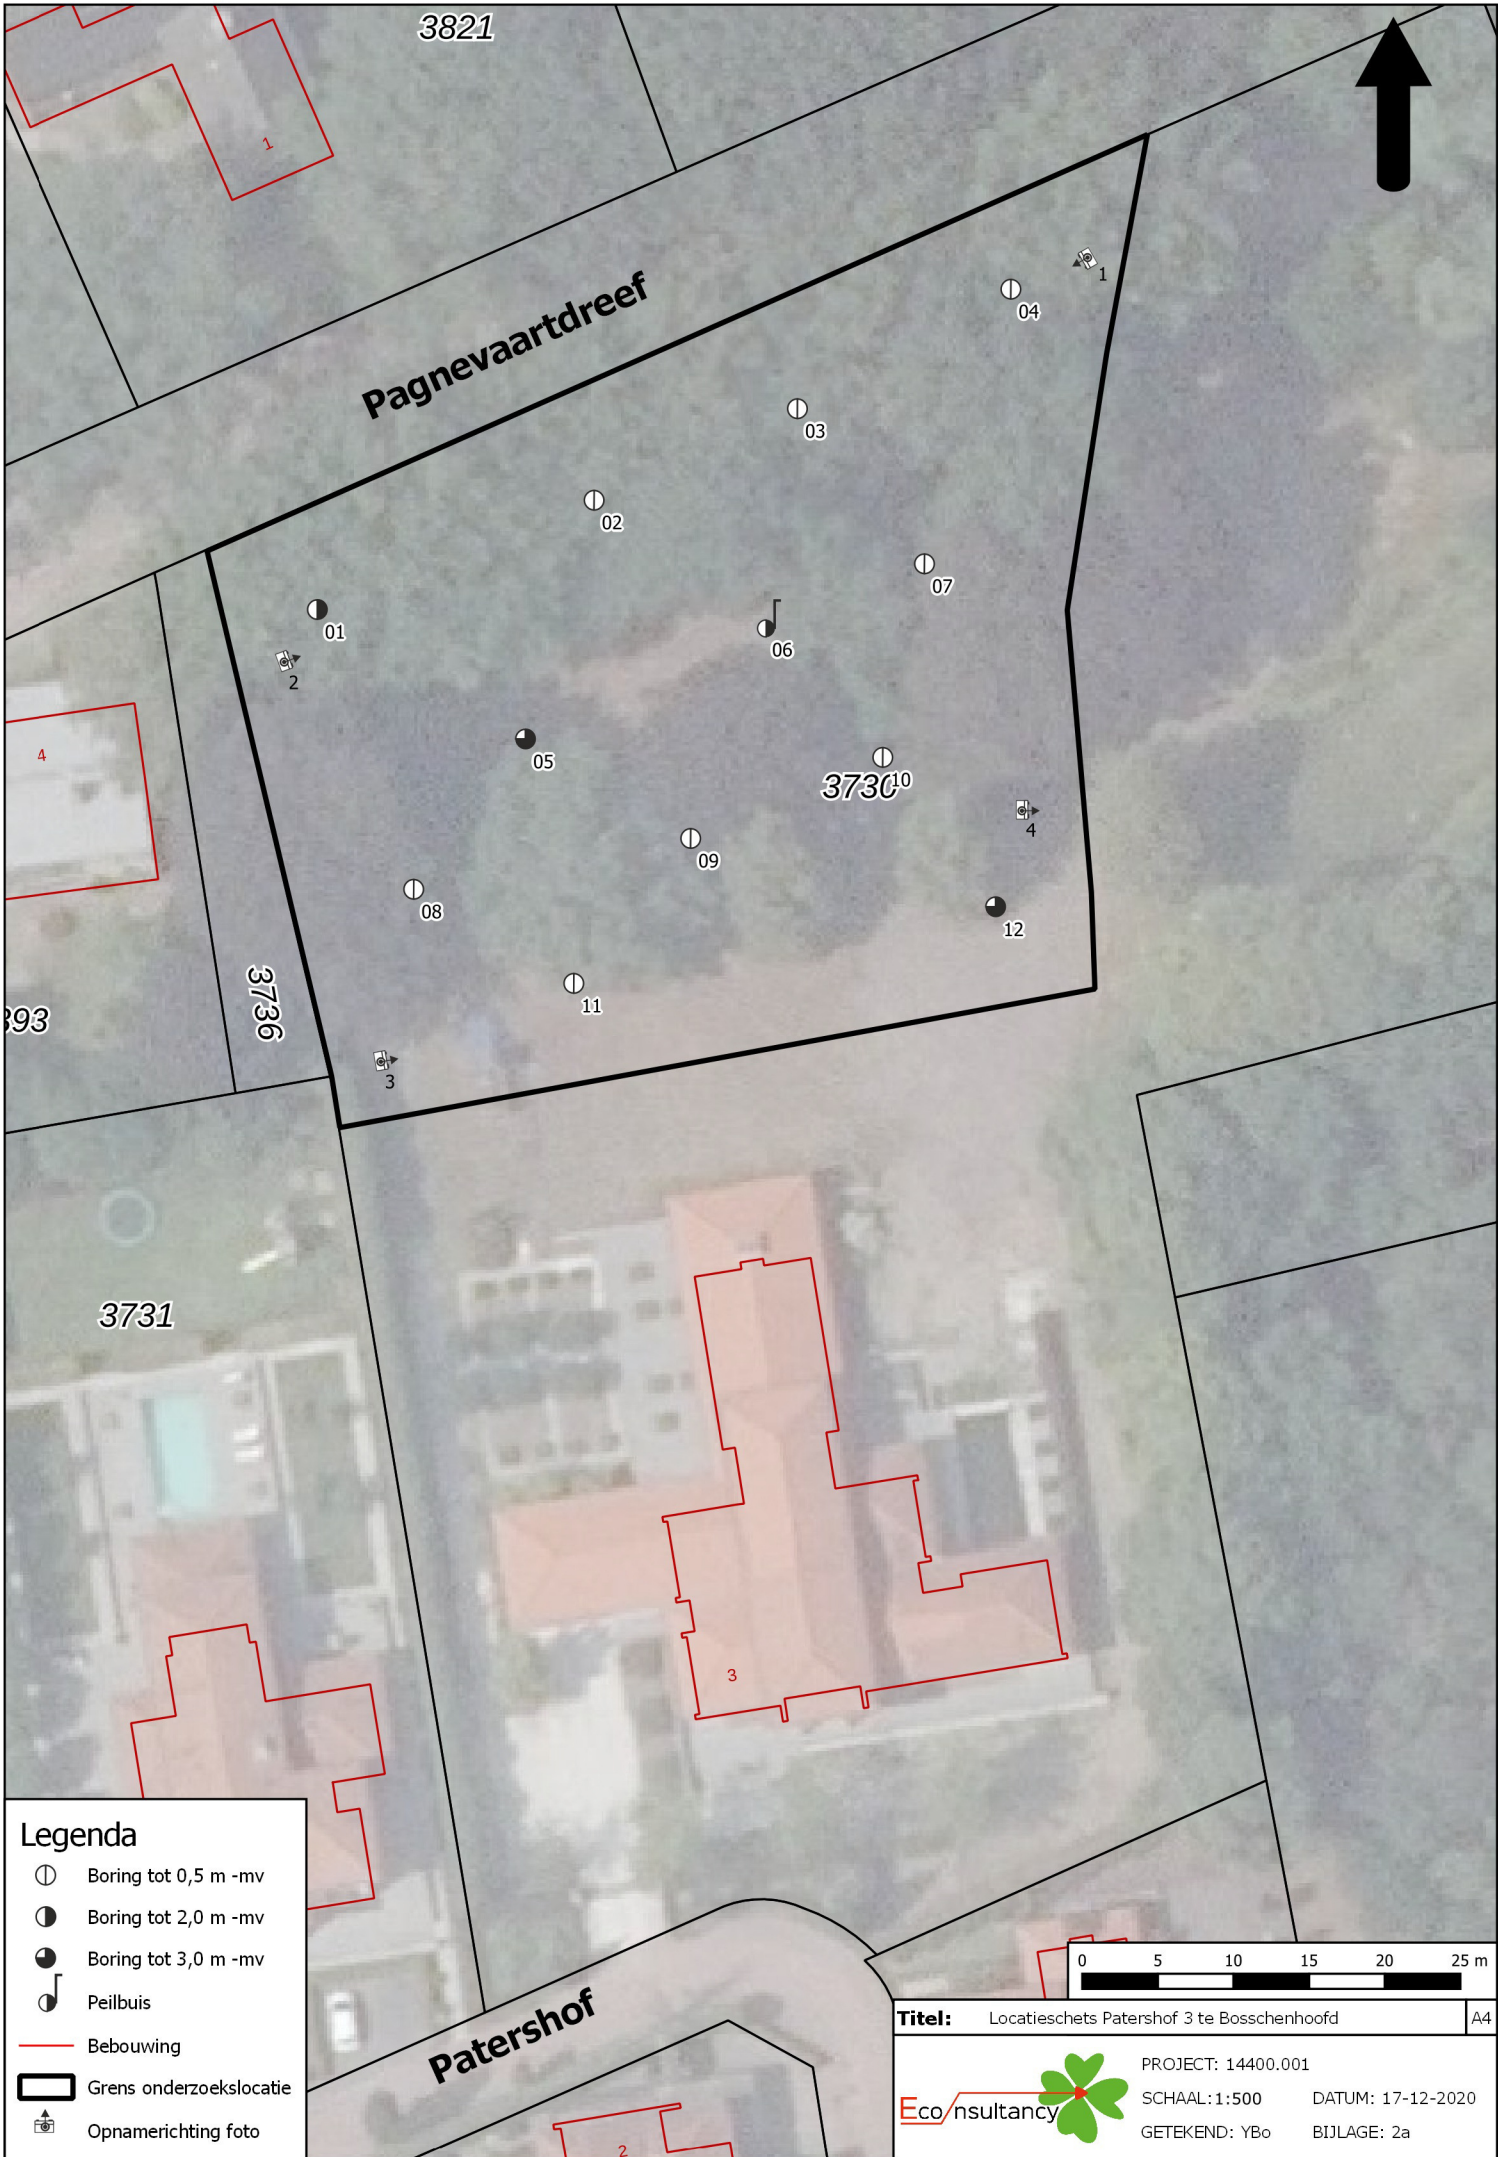 3821
1
Pagnevaartdreef
1
04
03
02
07
01
06
2
4
05
3730
10
4
09
08
12
3736
11
393
3
3731
3
Patershof
2
Legenda
Boring tot 0,5 m -mv
Boring tot 2,0 m -mv
Boring tot 3,0 m -mv
Peilbuis
Bebouwing
Grens onderzoekslocatie
Opnamerichting foto
0 5 10 15 20 25 m
Titel: Locatieschets Patershof 3 te Bosschenhoofd A4
Eco nsultancy
PROJECT: 14400.001
SCHAAL:1:500 DATUM: 17-12-2020
GETEKEND: YBo BIJLAGE: 2a